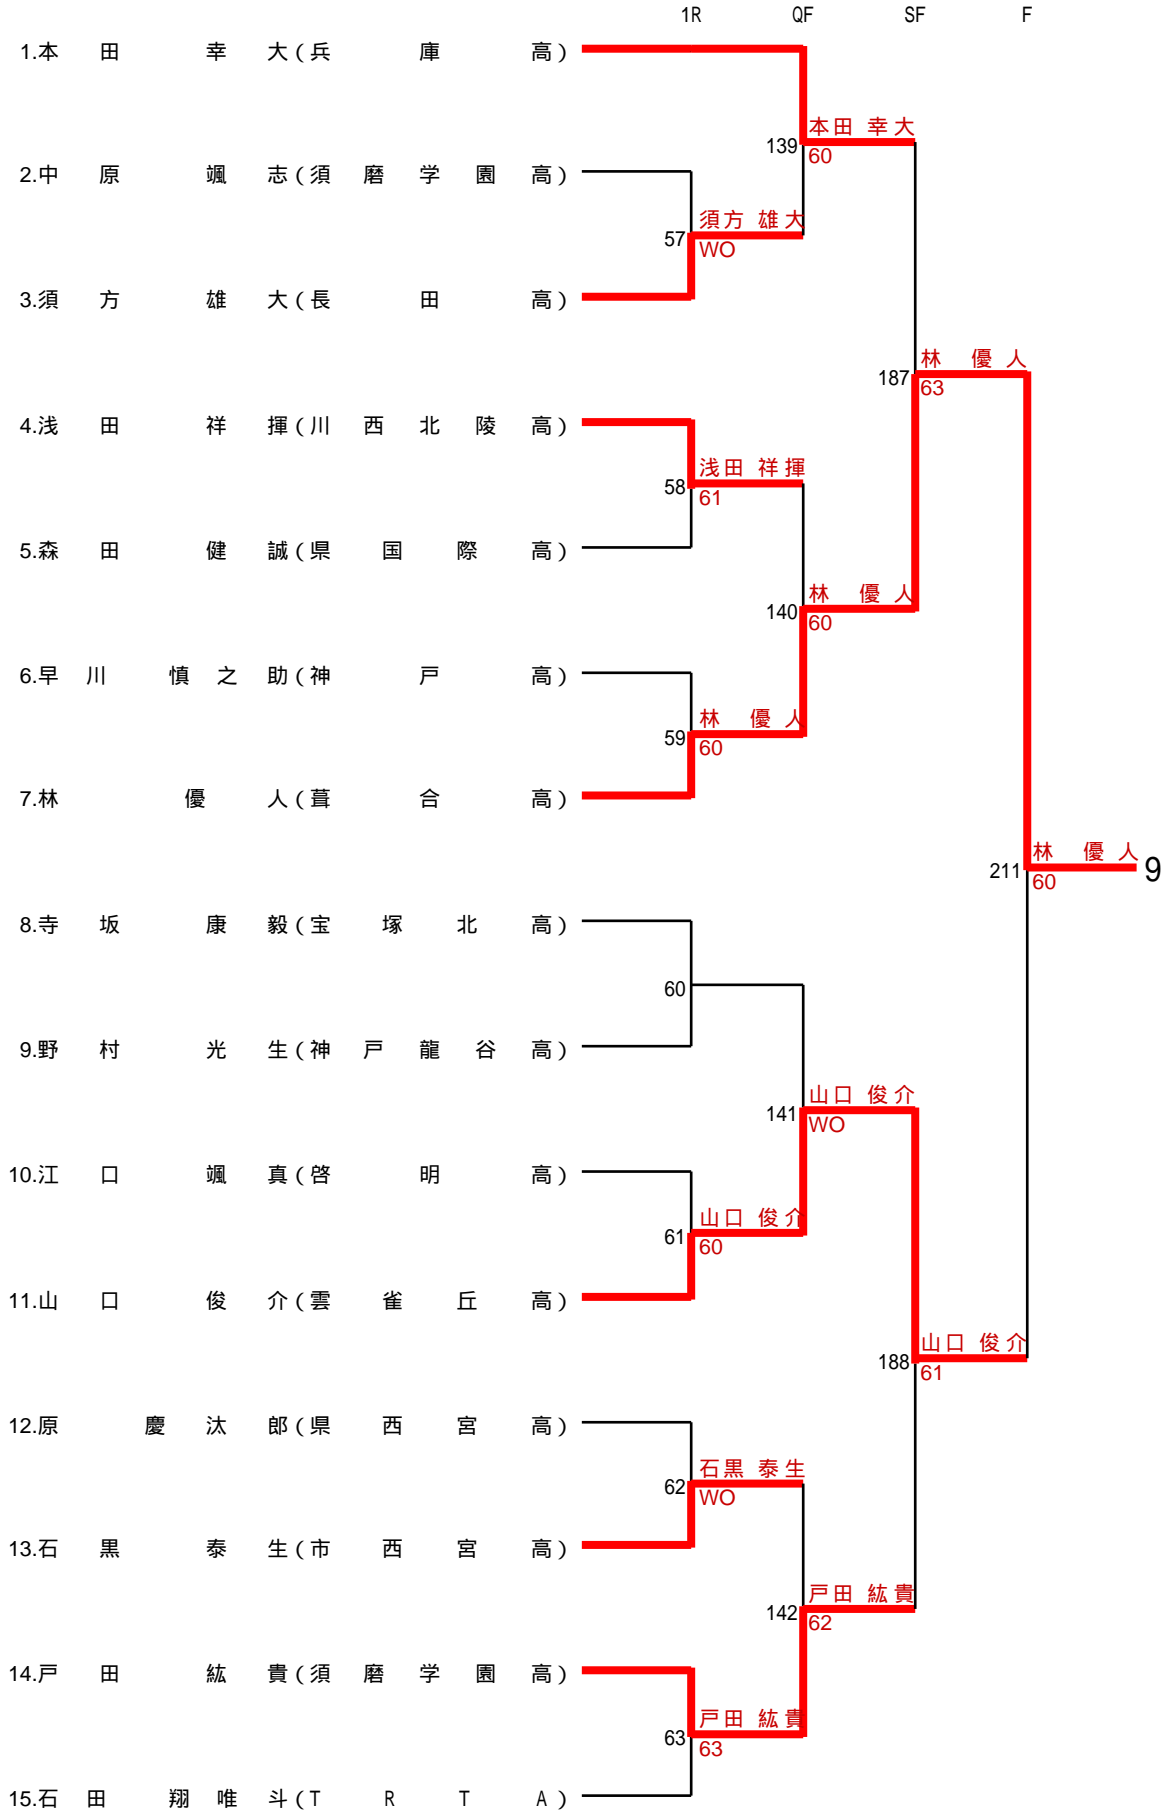 1R QF SF F
1.本田 幸大(兵庫高)
本田 幸大
139
60
2.中原 颯志(須磨学園高)
須方 雄大
57
WO
3.須方 雄大(長田高)
林 優人
187
63
4.浅田 祥揮(川西北陵高)
浅田 祥揮
58
61
5.森田 健誠(県国際高)
林 優人
140
60
6.早川 慎之助(神戸高)
林 優人
59
60
7.林 優人(葺合高)
林 優人
211
9
60
8.寺坂 康毅(宝塚北高)
60
9.野村 光生(神戸龍谷高)
山口 俊介
141
WO
10.江口 颯真(啓明高)
山口 俊介
61
60
11.山口 俊介(雲雀丘高)
山口 俊介
188
61
12.原 慶汰郎(県西宮高)
石黒 泰生
62
WO
13.石黒 泰生(市西宮高)
戸田 紘貴
142
62
14.戸田 紘貴(須磨学園高)
戸田 紘貴
63
63
15.石田 翔唯斗(TRTA)